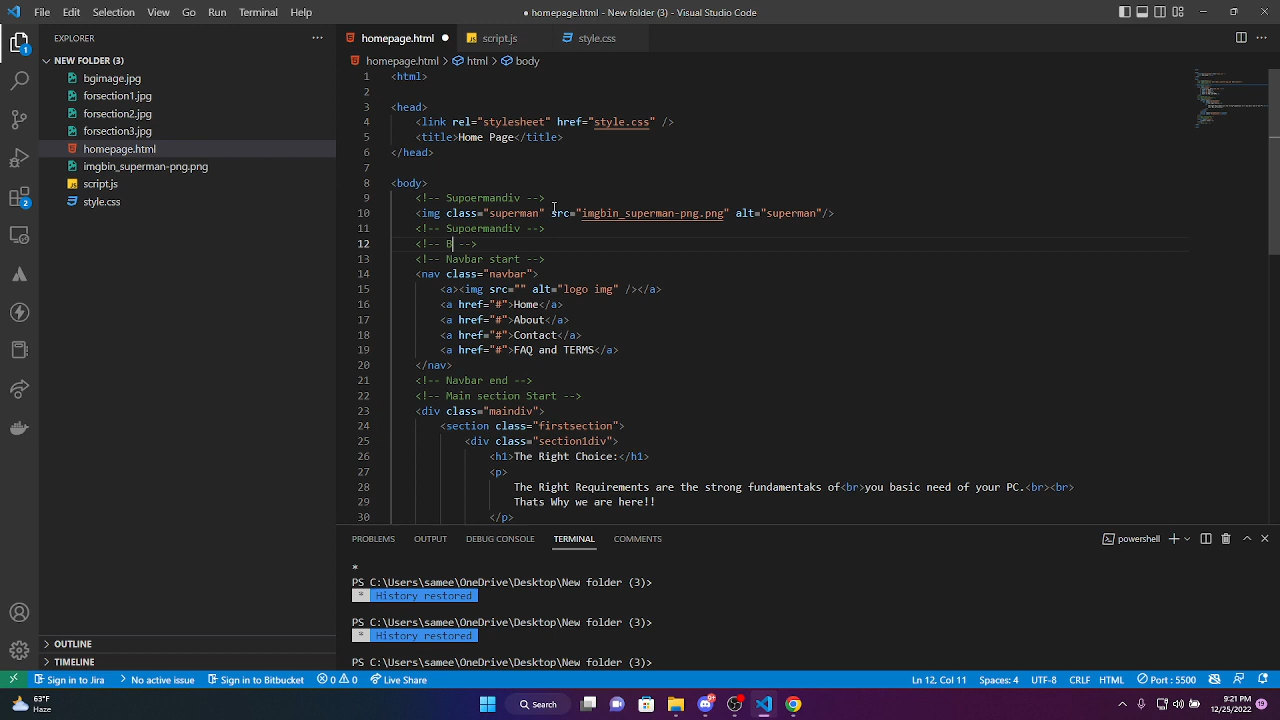 File Edit Selection View Go Run Terminal Help
● homepage.html - New folder (3) - Visual Studio Code
EXPLORER
NEW FOLDER (3)
bgimage.jpg
forsection1.jpg
forsection2.jpg
forsection3.jpg
homepage.html
imgbin_superman-png.png
script.js
style.css
OUTLINE
TIMELINE
1
2
homepage.html ● script.js style.css
homepage.html > html > body
1 <html>
2
3 <head>
4 <link rel="stylesheet" href="style.css" />
5 <title>Home Page</title>
6 </head>
7
8 <body>
9 <!-- Supoermandiv -->
10 <img class="superman" src="imgbin_superman-png.png" alt="superman"/>
11 <!-- Supoermandiv -->
12 <!-- B -->
13 <!-- Navbar start -->
14 <nav class="navbar">
15 <a><img src="" alt="logo img" /></a>
16 <a href="#">Home</a>
17 <a href="#">About</a>
18 <a href="#">Contact</a>
19 <a href="#">FAQ and TERMS</a>
20 </nav>
21 <!-- Navbar end -->
22 <!-- Main section Start -->
23 <div class="maindiv">
24 <section class="firstsection">
25 <div class="section1div">
26 <h1>The Right Choice:</h1>
27 <p>
28 The Right Requirements are the strong fundamentaks of<br>you basic need of your PC.<br><br>
29 Thats Why we are here!!
30 </p>
PROBLEMS OUTPUT DEBUG CONSOLE TERMINAL COMMENTS
powershell
*
PS C:\Users\samee\OneDrive\Desktop\New folder (3)>
* History restored
PS C:\Users\samee\OneDrive\Desktop\New folder (3)>
* History restored
PS C:\Users\samee\OneDrive\Desktop\New folder (3)>
Sign in to Jira No active issue Sign in to Bitbucket 0 0 Live Share
Ln 12, Col 11 Spaces: 4 UTF-8 CRLF HTML Port : 5500
63°F
Haze
Search
9:21 PM
12/25/2022